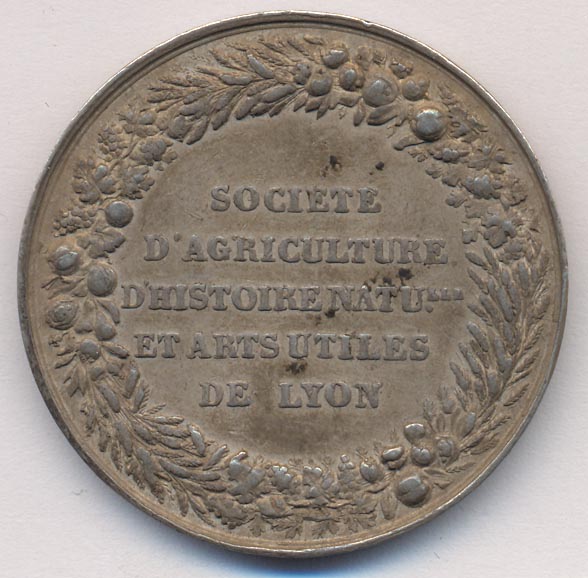 SOCIETE
D'AGRICULTURE
D'HISTOIRE NATU.ᴸᴸᴱ
ET ARTS UTILES
DE LYON